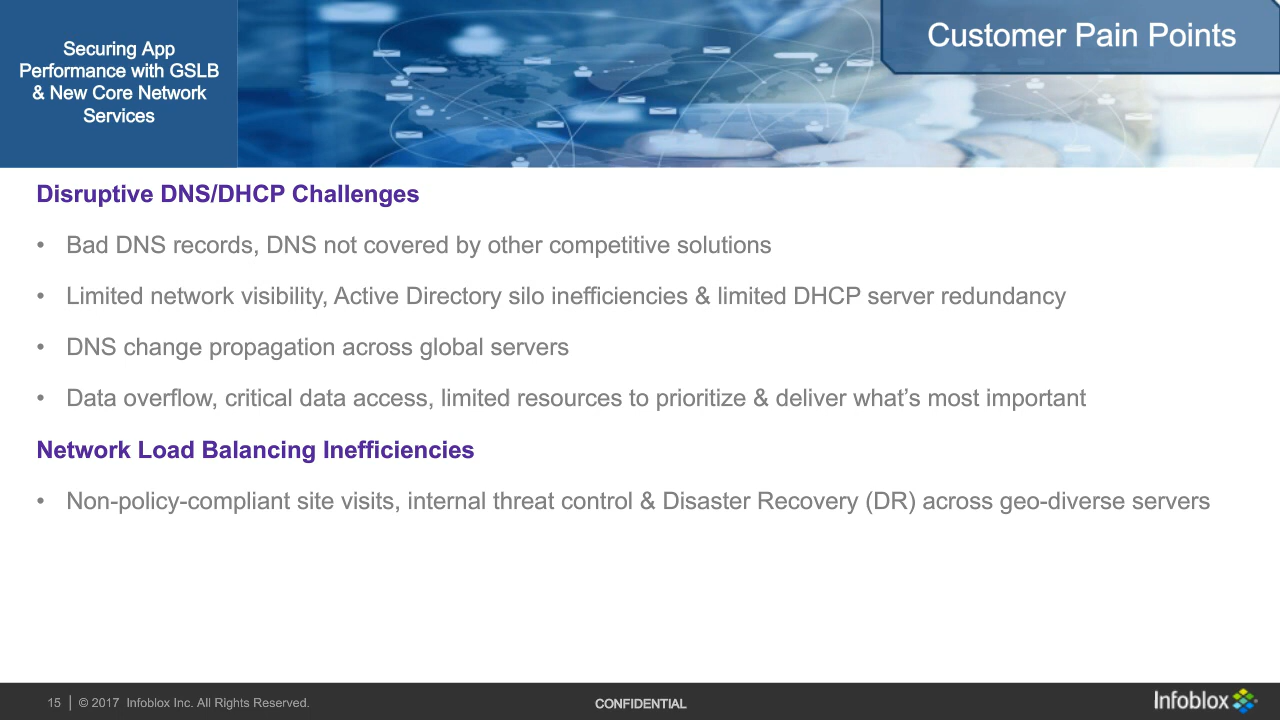 Securing App
Performance with GSLB
& New Core Network
Services
Customer Pain Points
Disruptive DNS/DHCP Challenges
• Bad DNS records, DNS not covered by other competitive solutions
• Limited network visibility, Active Directory silo inefficiencies & limited DHCP server redundancy
• DNS change propagation across global servers
• Data overflow, critical data access, limited resources to prioritize & deliver what’s most important
Network Load Balancing Inefficiencies
• Non-policy-compliant site visits, internal threat control & Disaster Recovery (DR) across geo-diverse servers
15 | © 2017 Infoblox Inc. All Rights Reserved.
CONFIDENTIAL
Infoblox